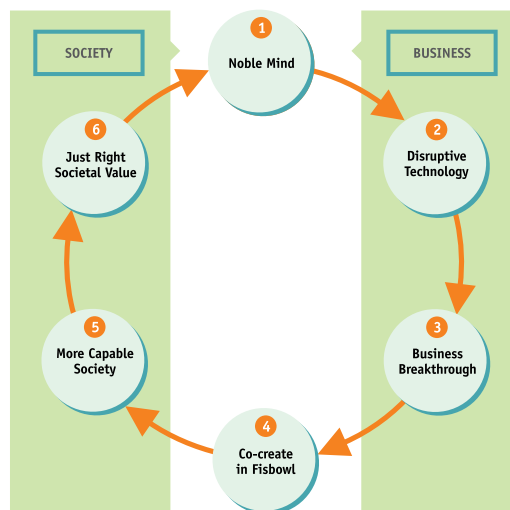 SOCIETY
BUSINESS
1
Noble Mind
2
Disruptive
Technology
3
Business
Breakthrough
4
Co-create
in Fisbowl
5
More Capable
Society
6
Just Right
Societal Value